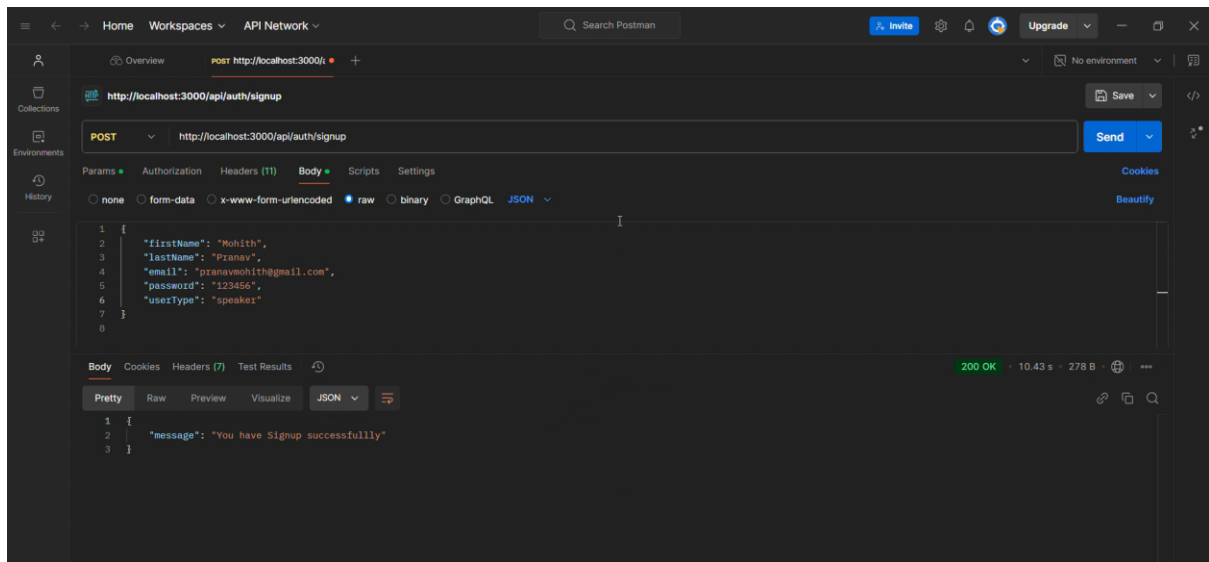 Home Workspaces API Network Search Postman Invite Upgrade
Overview POST http://localhost:3000/a No environment
http://localhost:3000/api/auth/signup Save
POST http://localhost:3000/api/auth/signup Send
Params Authorization Headers (11) Body Scripts Settings Cookies
none form-data x-www-form-urlencoded raw binary GraphQL JSON Beautify
1 {
2 "firstName": "Mohith",
3 "lastName": "Pranav",
4 "email": "pranavmohith@gmail.com",
5 "password": "123456",
6 "userType": "speaker"
7 }
8
Collections
Environments
History
Body Cookies Headers (7) Test Results 200 OK 10.43 s 278 B
Pretty Raw Preview Visualize JSON
1 {
2 "message": "You have Signup successfullly"
3 }